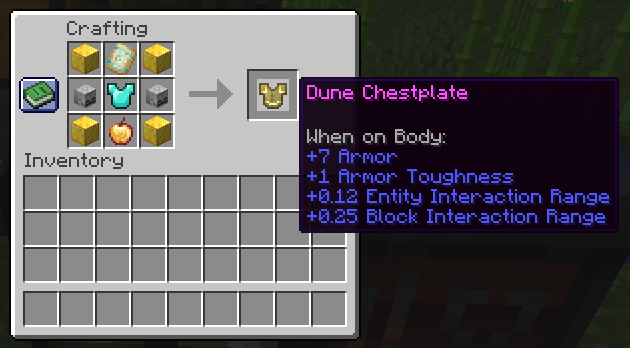 Crafting
Dune Chestplate
When on Body:
+7 Armor
+1 Armor Toughness
+0.12 Entity Interaction Range
+0.25 Block Interaction Range
Inventory